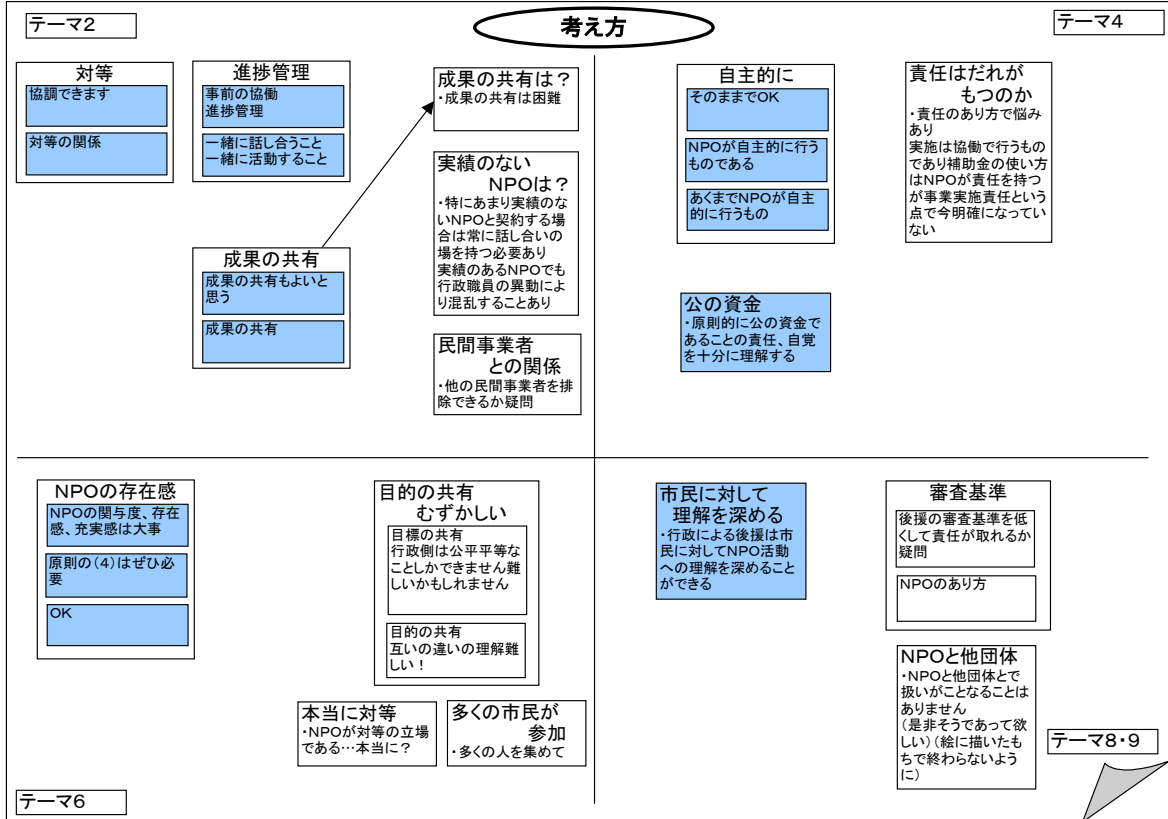 テーマ2
考え方
テーマ4
対等
協調できます
対等の関係
進捗管理
事前の協働
進捗管理
一緒に話し合うこと
一緒に活動すること
成果の共有
成果の共有もよいと
思う
成果の共有
成果の共有は？
・成果の共有は困難
実績のない
NPOは？
・特にあまり実績のな
いNPOと契約する場
合は常に話し合いの
場を持つ必要あり
実績のあるNPOでも
行政職員の異動によ
り混乱することあり
民間事業者
との関係
・他の民間事業者を排
除できるか疑問
自主的に
そのままでOK
NPOが自主的に行う
ものである
あくまでNPOが自主
的に行うもの
公の資金
・原則的に公の資金で
あることの責任、自覚
を十分に理解する
責任はだれが
もつのか
・責任のあり方で悩み
あり
実施は協働で行うもの
であり補助金の使い方
はNPOが責任を持つ
が事業実施責任という
点で今明確になってい
ない
NPOの存在感
NPOの関与度、存在
感、充実感は大事
原則の（4）はぜひ必
要
OK
目的の共有
むずかしい
目標の共有
行政側は公平平等な
ことしかできません難
しいかもしれません
目的の共有
互いの違いの理解難
しい！
本当に対等
・NPOが対等の立場
である…本当に？
多くの市民が
参加
・多くの人を集めて
テーマ6
市民に対して
理解を深める
・行政による後援は市
民に対してNPO活動
への理解を深めること
ができる
審査基準
後援の審査基準を低
くして責任が取れるか
疑問
NPOのあり方
NPOと他団体
・NPOと他団体とで
扱いがことなることは
ありません
（是非そうであって欲
しい）（絵に描いたも
ちで終わらないよう
に）
テーマ8・9